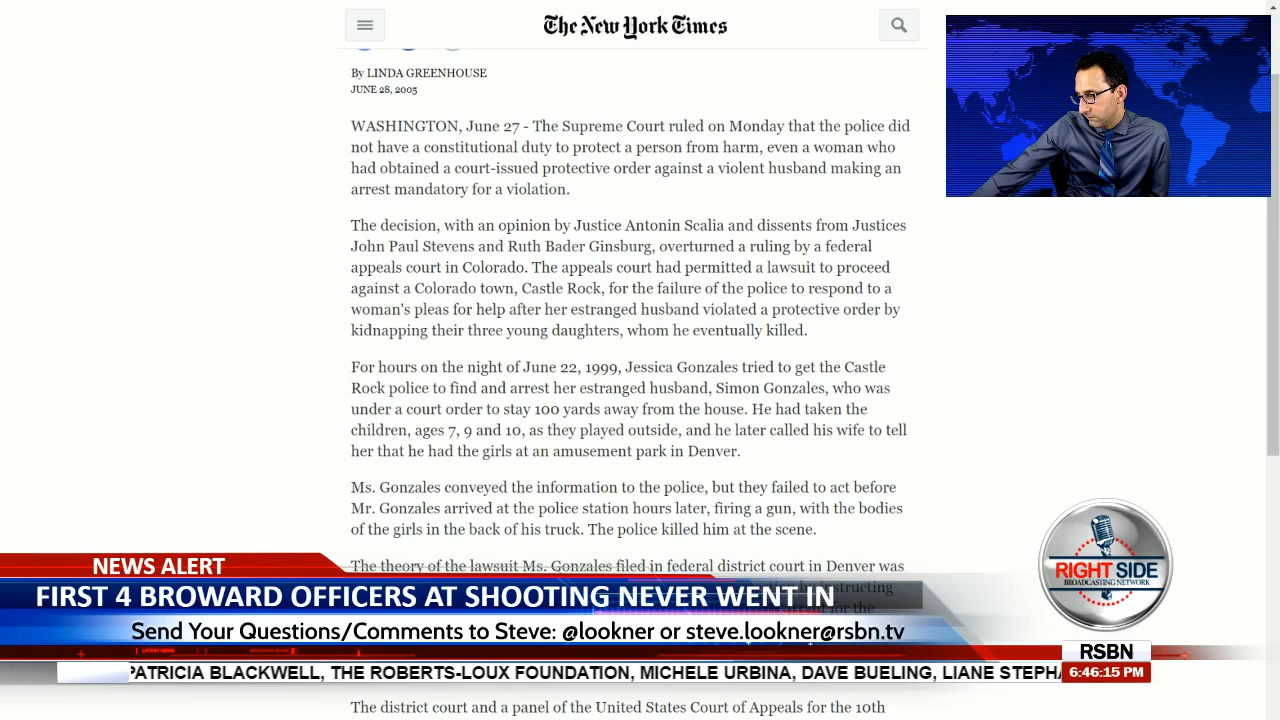 The New York Times
By LINDA GREENHOUSE
JUNE 28, 2005
WASHINGTON, June 27 - The Supreme Court ruled on Monday that the police did
not have a constitutional duty to protect a person from harm, even a woman who
had obtained a court-issued protective order against a violent husband making an
arrest mandatory for a violation.
The decision, with an opinion by Justice Antonin Scalia and dissents from Justices
John Paul Stevens and Ruth Bader Ginsburg, overturned a ruling by a federal
appeals court in Colorado. The appeals court had permitted a lawsuit to proceed
against a Colorado town, Castle Rock, for the failure of the police to respond to a
woman's pleas for help after her estranged husband violated a protective order by
kidnapping their three young daughters, whom he eventually killed.
For hours on the night of June 22, 1999, Jessica Gonzales tried to get the Castle
Rock police to find and arrest her estranged husband, Simon Gonzales, who was
under a court order to stay 100 yards away from the house. He had taken the
children, ages 7, 9 and 10, as they played outside, and he later called his wife to tell
her that he had the girls at an amusement park in Denver.
Ms. Gonzales conveyed the information to the police, but they failed to act before
Mr. Gonzales arrived at the police station hours later, firing a gun, with the bodies
of the girls in the back of his truck. The police killed him at the scene.
The theory of the lawsuit Ms. Gonzales filed in federal district court in Denver was
for the
NEWS ALERT
FIRST 4 BROWARD OFFICERS AT SHOOTING NEVER WENT IN
Send Your Questions/Comments to Steve: @lookner or steve.lookner@rsbn.tv
RIGHT SIDE
BROADCASTING NETWORK
RSBN
6:46:15 PM
LATEST NEWS
PATRICIA BLACKWELL, THE ROBERTS-LOUX FOUNDATION, MICHELE URBINA, DAVE BUELING, LIANE STEPHA
The district court and a panel of the United States Court of Appeals for the 10th